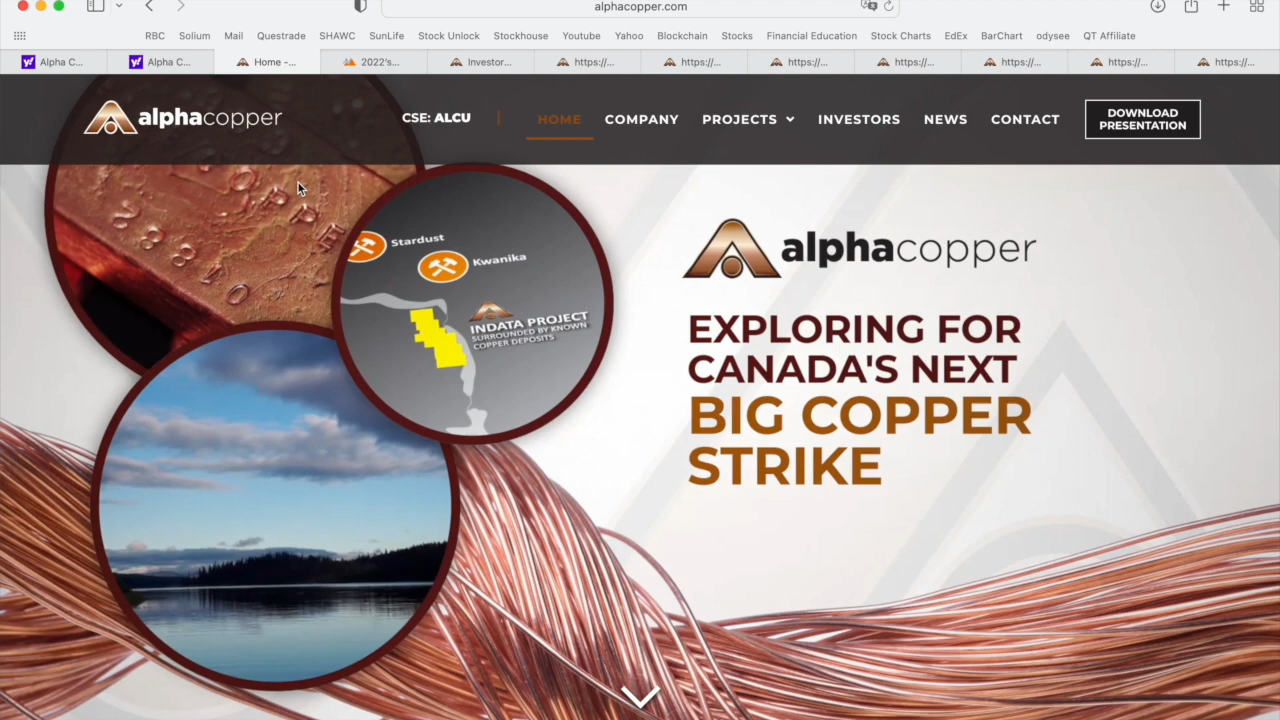 alphacopper.com
RBC Solium Mail Questrade SHAWC SunLife Stock Unlock Stockhouse Youtube Yahoo Blockchain Stocks Financial Education Stock Charts EdEx BarChart odysee QT Affiliate
Alpha C... Alpha C... Home -... 2022's... Investor... https://... https://... https://... https://... https://... https://... https://...
alphacopper
CSE: ALCU
HOME COMPANY PROJECTS INVESTORS NEWS CONTACT
DOWNLOAD
PRESENTATION
COPPE
28810
Stardust
Kwanika
INDATA PROJECT
SURROUNDED BY KNOWN
COPPER DEPOSITS
alphacopper
EXPLORING FOR
CANADA'S NEXT
BIG COPPER
STRIKE